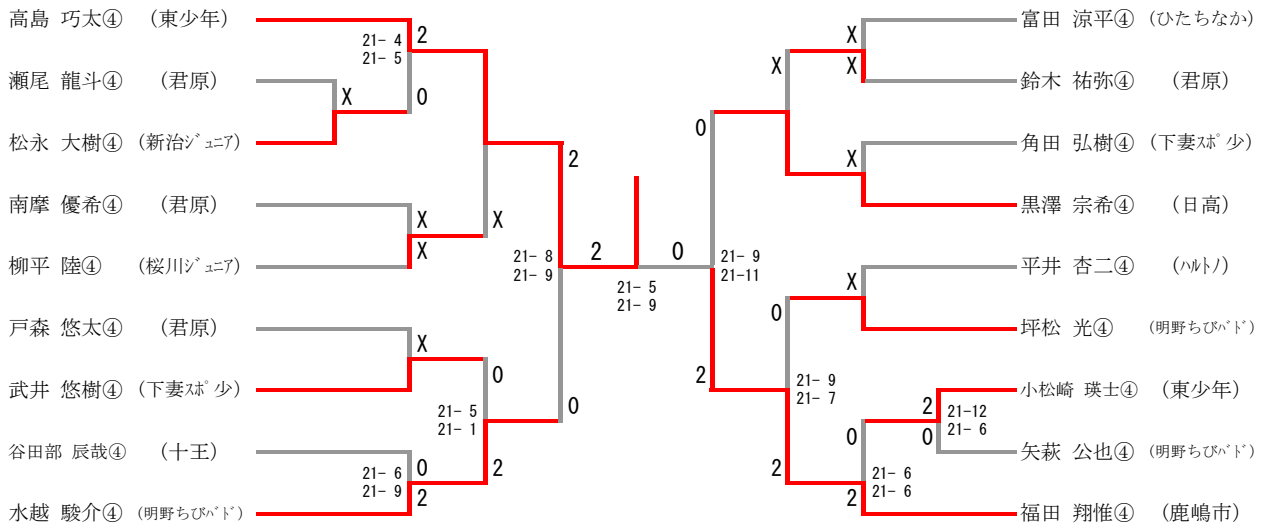 高島 巧太④ (東少年)
瀬尾 龍斗④ (君原)
松永 大樹④ (新治ｼﾞｭﾆｱ)
南摩 優希④ (君原)
柳平 陸④ (桜川ｼﾞｭﾆｱ)
戸森 悠太④ (君原)
武井 悠樹④ (下妻ｽﾎﾟ少)
谷田部 辰哉④ (十王)
水越 駿介④ (明野ちびﾊﾞﾄﾞ)
21- 4
21- 5
2
0
X
X
X
X
X
0
21- 5
21- 1
21- 6
21- 9
0
2
2
2
21- 8
21- 9
0
2
0
21- 5
21- 9
0
21- 9
21-11
2
X
X
X
X
X
0
21- 9
21- 7
2
2
0
21-12
21- 6
0
2
21- 6
21- 6
富田 涼平④ (ひたちなか)
鈴木 祐弥④ (君原)
角田 弘樹④ (下妻ｽﾎﾟ少)
黒澤 宗希④ (日高)
平井 杏二④ (ﾊﾙﾄﾉ)
坪松 光④ (明野ちびﾊﾞﾄﾞ)
小松崎 瑛士④ (東少年)
矢萩 公也④ (明野ちびﾊﾞﾄﾞ)
福田 翔惟④ (鹿嶋市)